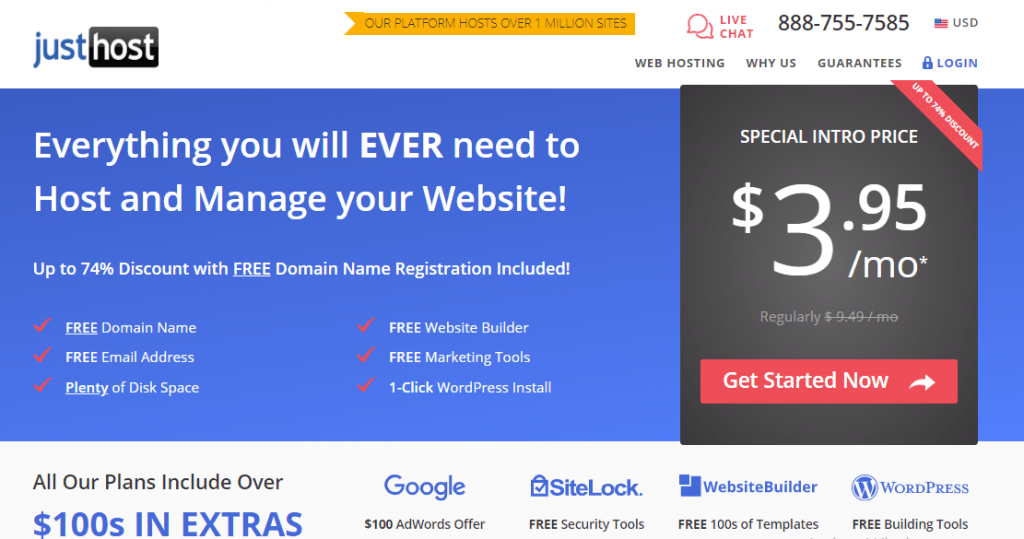 OUR PLATFORM HOSTS OVER 1 MILLION SITES
LIVE CHAT
888-755-7585
USD
justhost
WEB HOSTING WHY US GUARANTEES LOGIN
Everything you will EVER need to
Host and Manage your Website!
Up to 74% Discount with FREE Domain Name Registration Included!
FREE Domain Name
FREE Email Address
Plenty of Disk Space
FREE Website Builder
FREE Marketing Tools
1-Click WordPress Install
UP TO 74% DISCOUNT
SPECIAL INTRO PRICE
$3.95
/mo*
Regularly $ 9.49 / mo
Get Started Now
All Our Plans Include Over
$100s IN EXTRAS
Google
$100 AdWords Offer
SiteLock.
FREE Security Tools
WebsiteBuilder
FREE 100s of Templates
WORDPRESS
FREE Building Tools